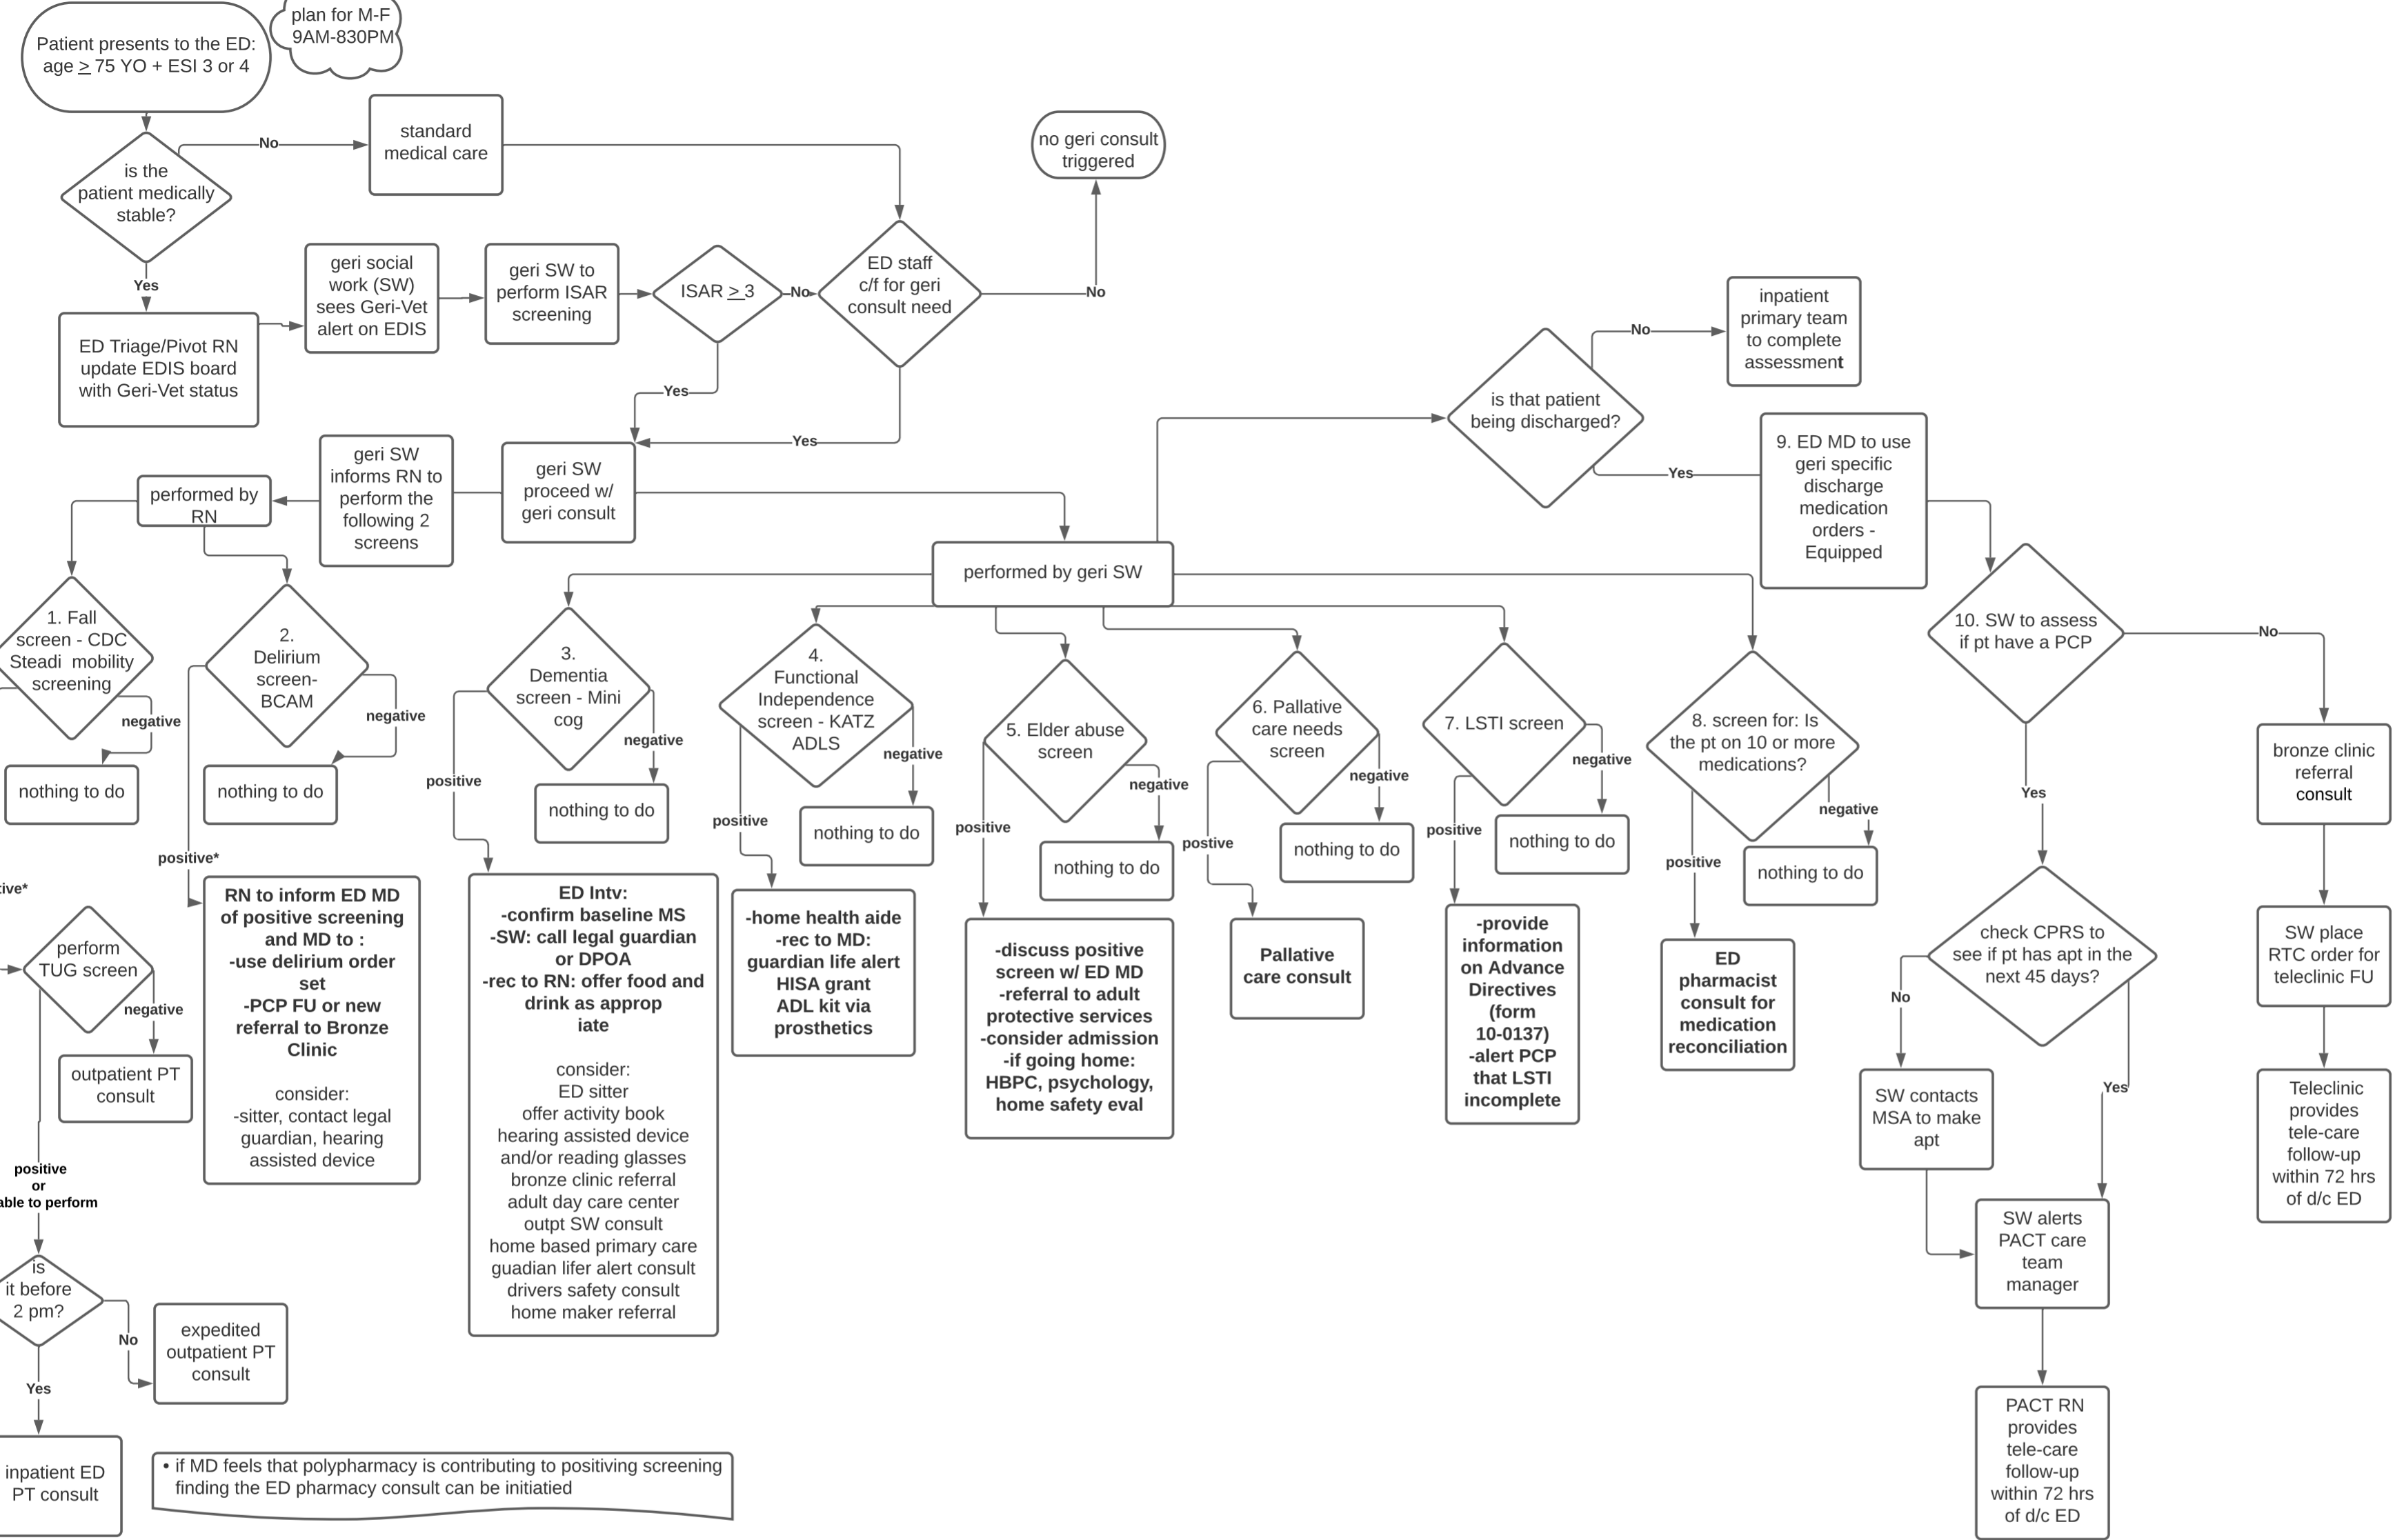 plan for M-F
9AM-830PM
Patient presents to the ED:
age > 75 YO + ESI 3 or 4
standard
medical care
No
no geri consult
triggered
is the
patient medically
stable?
Yes
ED Triage/Pivot RN
update EDIS board
with Geri-Vet status
geri social
work (SW)
sees Geri-Vet
alert on EDIS
geri SW to
perform ISAR
screening
ISAR > 3
No
ED staff
c/f for geri
consult need
No
Yes
Yes
inpatient
primary team
to complete
assessment
No
is that patient
being discharged?
Yes
9. ED MD to use
geri specific
discharge
medication
orders -
Equipped
geri SW
proceed w/
geri consult
geri SW
informs RN to
perform the
following 2
screens
performed by
RN
performed by geri SW
1. Fall
screen - CDC
Steadi mobility
screening
negative
nothing to do
2.
Delirium
screen-
BCAM
negative
nothing to do
positive*
3.
Dementia
screen - Mini
cog
negative
nothing to do
positive
4.
Functional
Independence
screen - KATZ
ADLS
negative
nothing to do
positive
5. Elder abuse
screen
negative
nothing to do
positive
6. Pallative
care needs
screen
negative
nothing to do
postive
7. LSTI screen
negative
nothing to do
positive
8. screen for: Is
the pt on 10 or more
medications?
negative
nothing to do
positive
10. SW to assess
if pt have a PCP
No
Yes
bronze clinic
referral
consult
tive*
perform
TUG screen
negative
outpatient PT
consult
RN to inform ED MD
of positive screening
and MD to :
-use delirium order
set
-PCP FU or new
referral to Bronze
Clinic
consider:
-sitter, contact legal
guardian, hearing
assisted device
ED Intv:
-confirm baseline MS
-SW: call legal guardian
or DPOA
-rec to RN: offer food and
drink as approp
iate
consider:
ED sitter
offer activity book
hearing assisted device
and/or reading glasses
bronze clinic referral
adult day care center
outpt SW consult
home based primary care
guadian lifer alert consult
drivers safety consult
home maker referral
-home health aide
-rec to MD:
guardian life alert
HISA grant
ADL kit via
prosthetics
-discuss positive
screen w/ ED MD
-referral to adult
protective services
-consider admission
-if going home:
HBPC, psychology,
home safety eval
Pallative
care consult
-provide
information
on Advance
Directives
(form
10-0137)
-alert PCP
that LSTI
incomplete
ED
pharmacist
consult for
medication
reconciliation
check CPRS to
see if pt has apt in the
next 45 days?
No
Yes
SW place
RTC order for
teleclinic FU
SW contacts
MSA to make
apt
Teleclinic
provides
tele-care
follow-up
within 72 hrs
of d/c ED
SW alerts
PACT care
team
manager
PACT RN
provides
tele-care
follow-up
within 72 hrs
of d/c ED
positive
or
able to perform
is
it before
2 pm?
No
expedited
outpatient PT
consult
Yes
inpatient ED
PT consult
• if MD feels that polypharmacy is contributing to positiving screening
finding the ED pharmacy consult can be initiatied